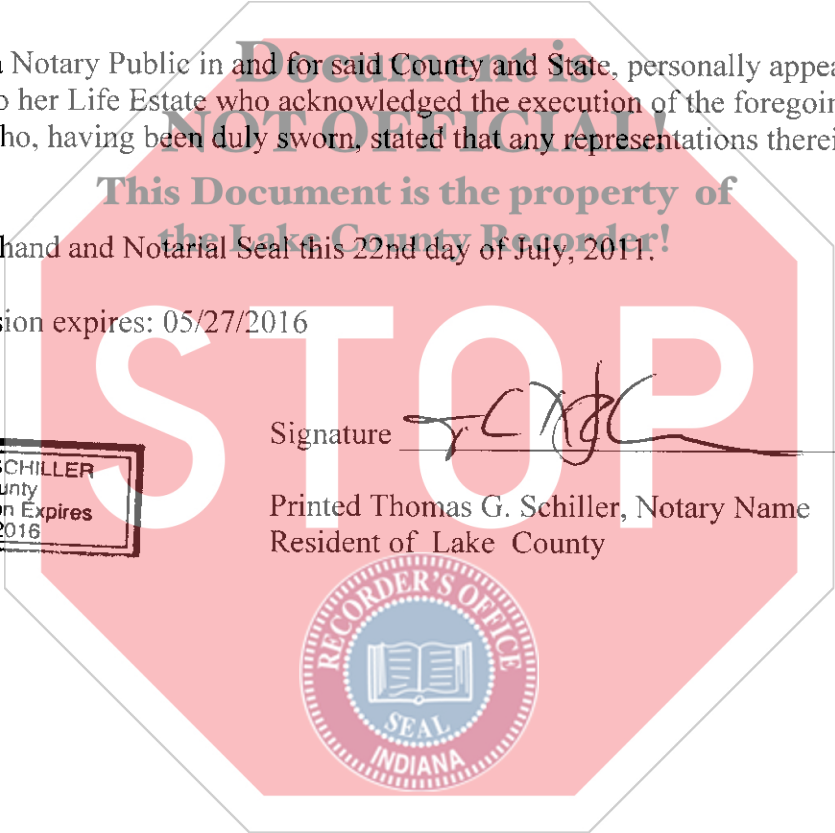 Document is
a Notary Public in and for said County and State, personally appea
o her Life Estate who acknowledged the execution of the foregoin
NOT OFFICIAL!
ho, having been duly sworn, stated that any representations therei
This Document is the property of
the Lake County Recorder!
hand and Notarial Seal this 22nd day of July, 2011.
sion expires: 05/27/2016
STOP
Signature
SCHILLER
unty
n Expires
2016
Printed Thomas G. Schiller, Notary Name
Resident of Lake County
RECORDER'S OFFICE
SEAL
INDIANA